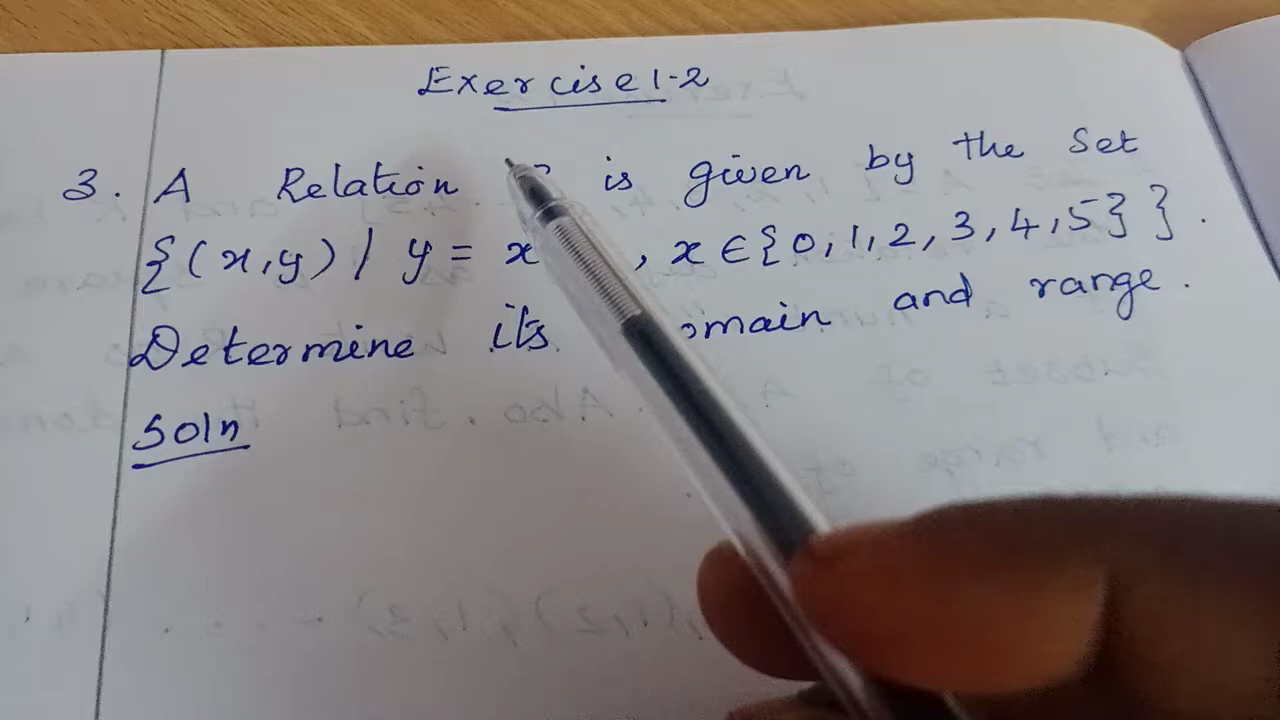 Exercise 1-2
3. A Relation is given by the Set
{(x,y) / y = x , x ∈ {0,1,2,3,4,5} }.
Determine its and range.
Soln